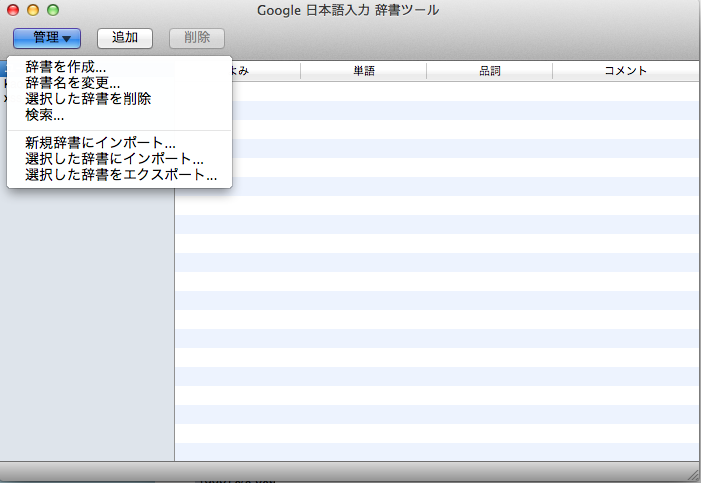 Google 日本語入力 辞書ツール
管理 追加 削除
よみ 単語 品詞 コメント
辞書を作成...
辞書名を変更...
選択した辞書を削除
検索...
新規辞書にインポート...
選択した辞書にインポート...
選択した辞書をエクスポート...